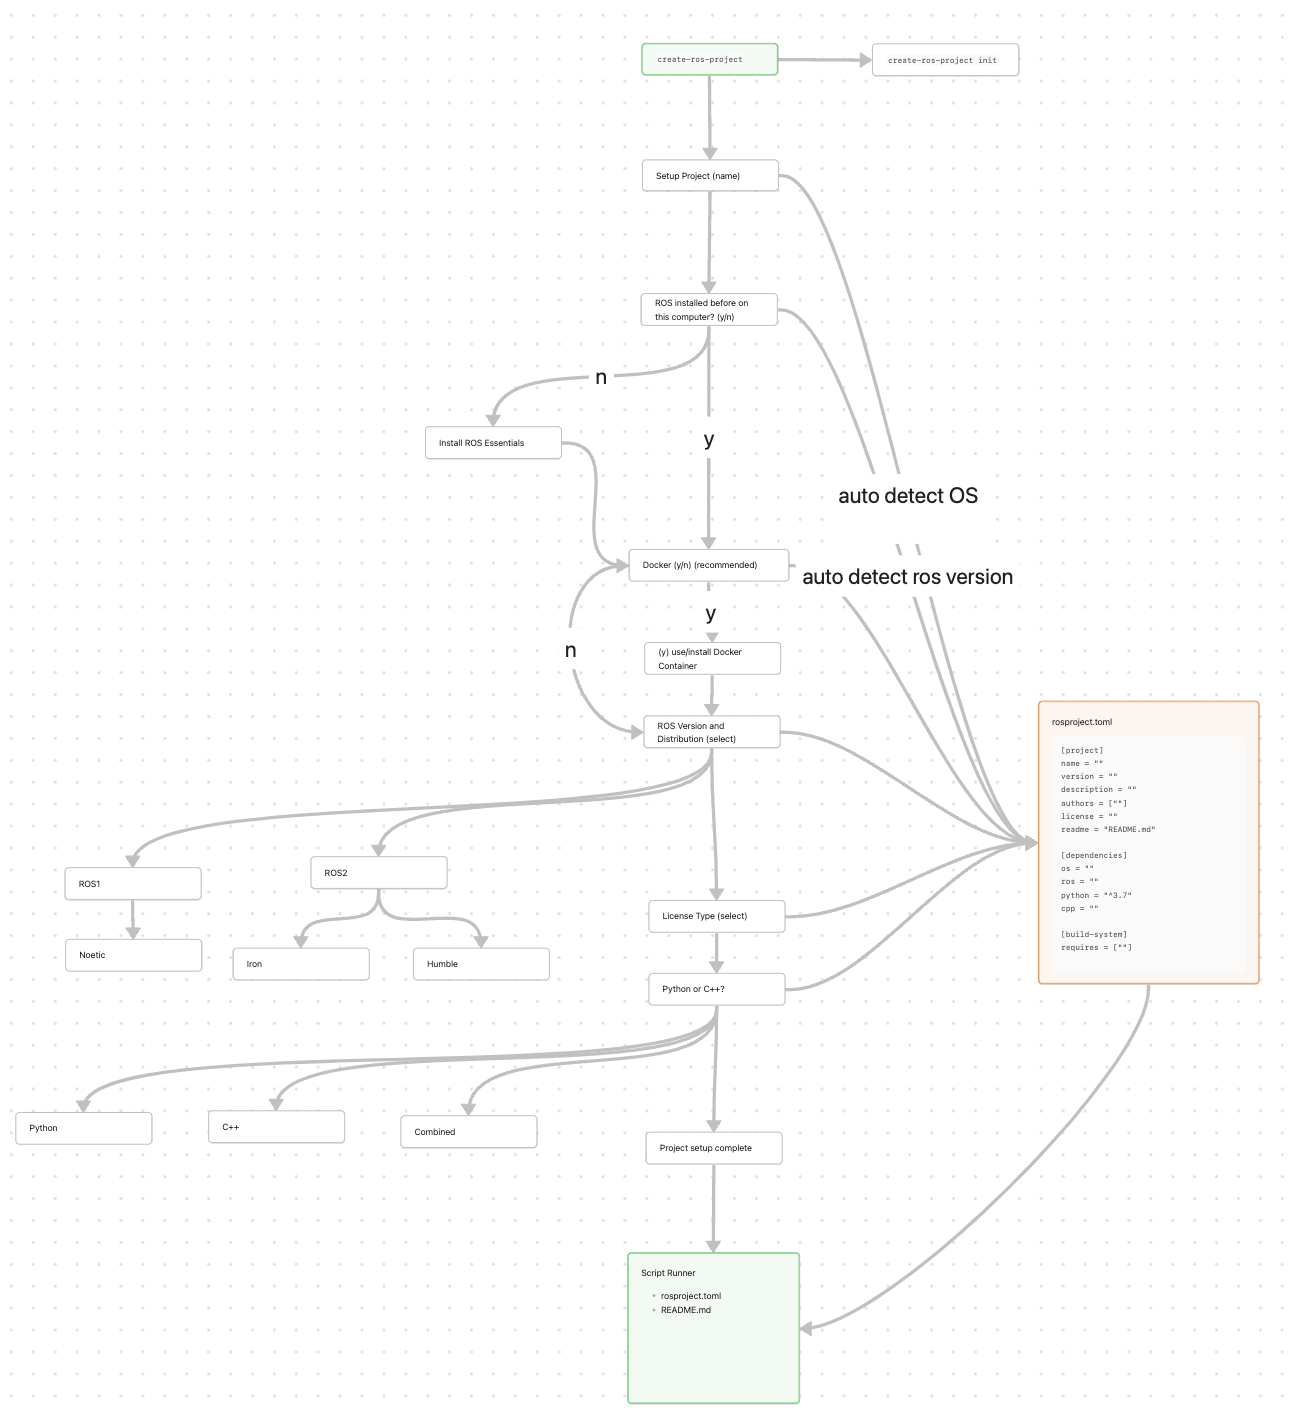 create-ros-project
create-ros-project init
Setup Project (name)
ROS installed before on
this computer? (y/n)
n
Install ROS Essentials
y
auto detect OS
Docker (y/n) (recommended)
auto detect ros version
y
n
(y) use/install Docker
Container
ROS Version and
Distribution (select)
rosproject.toml
[project]
name = ""
version = ""
description = ""
authors = [""]
license = ""
readme = "README.md"
[dependencies]
os = ""
ros = ""
python = "^3.7"
cpp = ""
[build-system]
requires = [""]
ROS1
ROS2
License Type (select)
Noetic
Iron
Humble
Python or C++?
Python
C++
Combined
Project setup complete
Script Runner
• rosproject.toml
• README.md